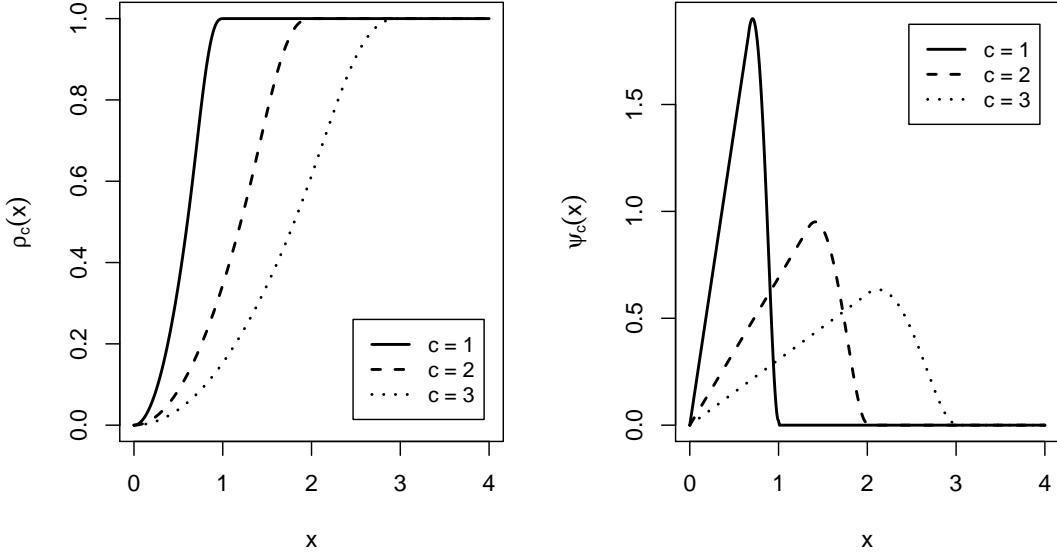 1.0
0.8
0.6
0.4
0.2
0.0
ρc(x)
0 1 2 3 4
x
c = 1
c = 2
c = 3
1.5
1.0
0.5
0.0
ψc(x)
0 1 2 3 4
x
c = 1
c = 2
c = 3